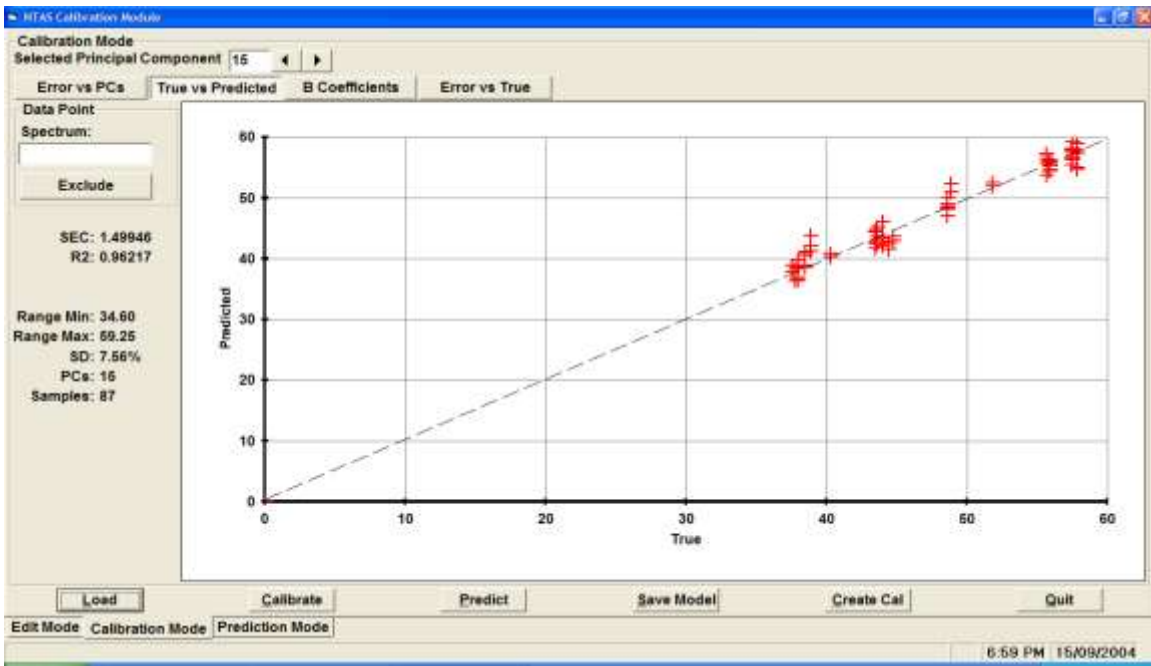 NTAS Calibration Module
Calibration Mode
Selected Principal Component 15
Error vs PCs True vs Predicted B Coefficients Error vs True
Data Point
Spectrum:
Exclude
SEC: 1.49946
R2: 0.96217
Range Min: 34.60
Range Max: 59.25
SD: 7.56%
PCs: 16
Samples: 87
60
50
40
30
20
10
0
Predicted
0 10 20 30 40 50 60
True
Load Calibrate Predict Save Model Create Cal Quit
Edit Mode Calibration Mode Prediction Mode
6:59 PM 15/09/2004